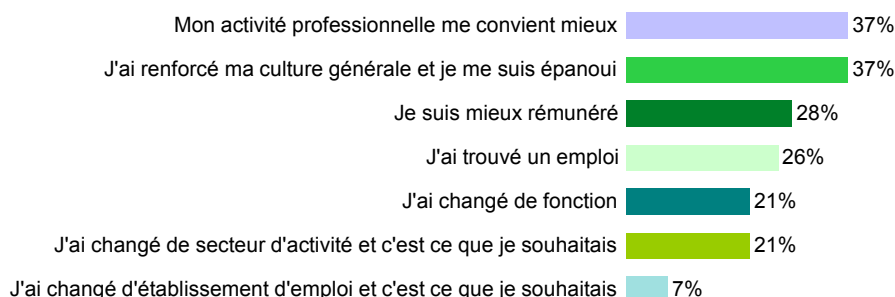 Mon activité professionnelle me convient mieux 37%
J'ai renforcé ma culture générale et je me suis épanoui 37%
Je suis mieux rémunéré 28%
J'ai trouvé un emploi 26%
J'ai changé de fonction 21%
J'ai changé de secteur d'activité et c'est ce que je souhaitais 21%
J'ai changé d'établissement d'emploi et c'est ce que je souhaitais 7%